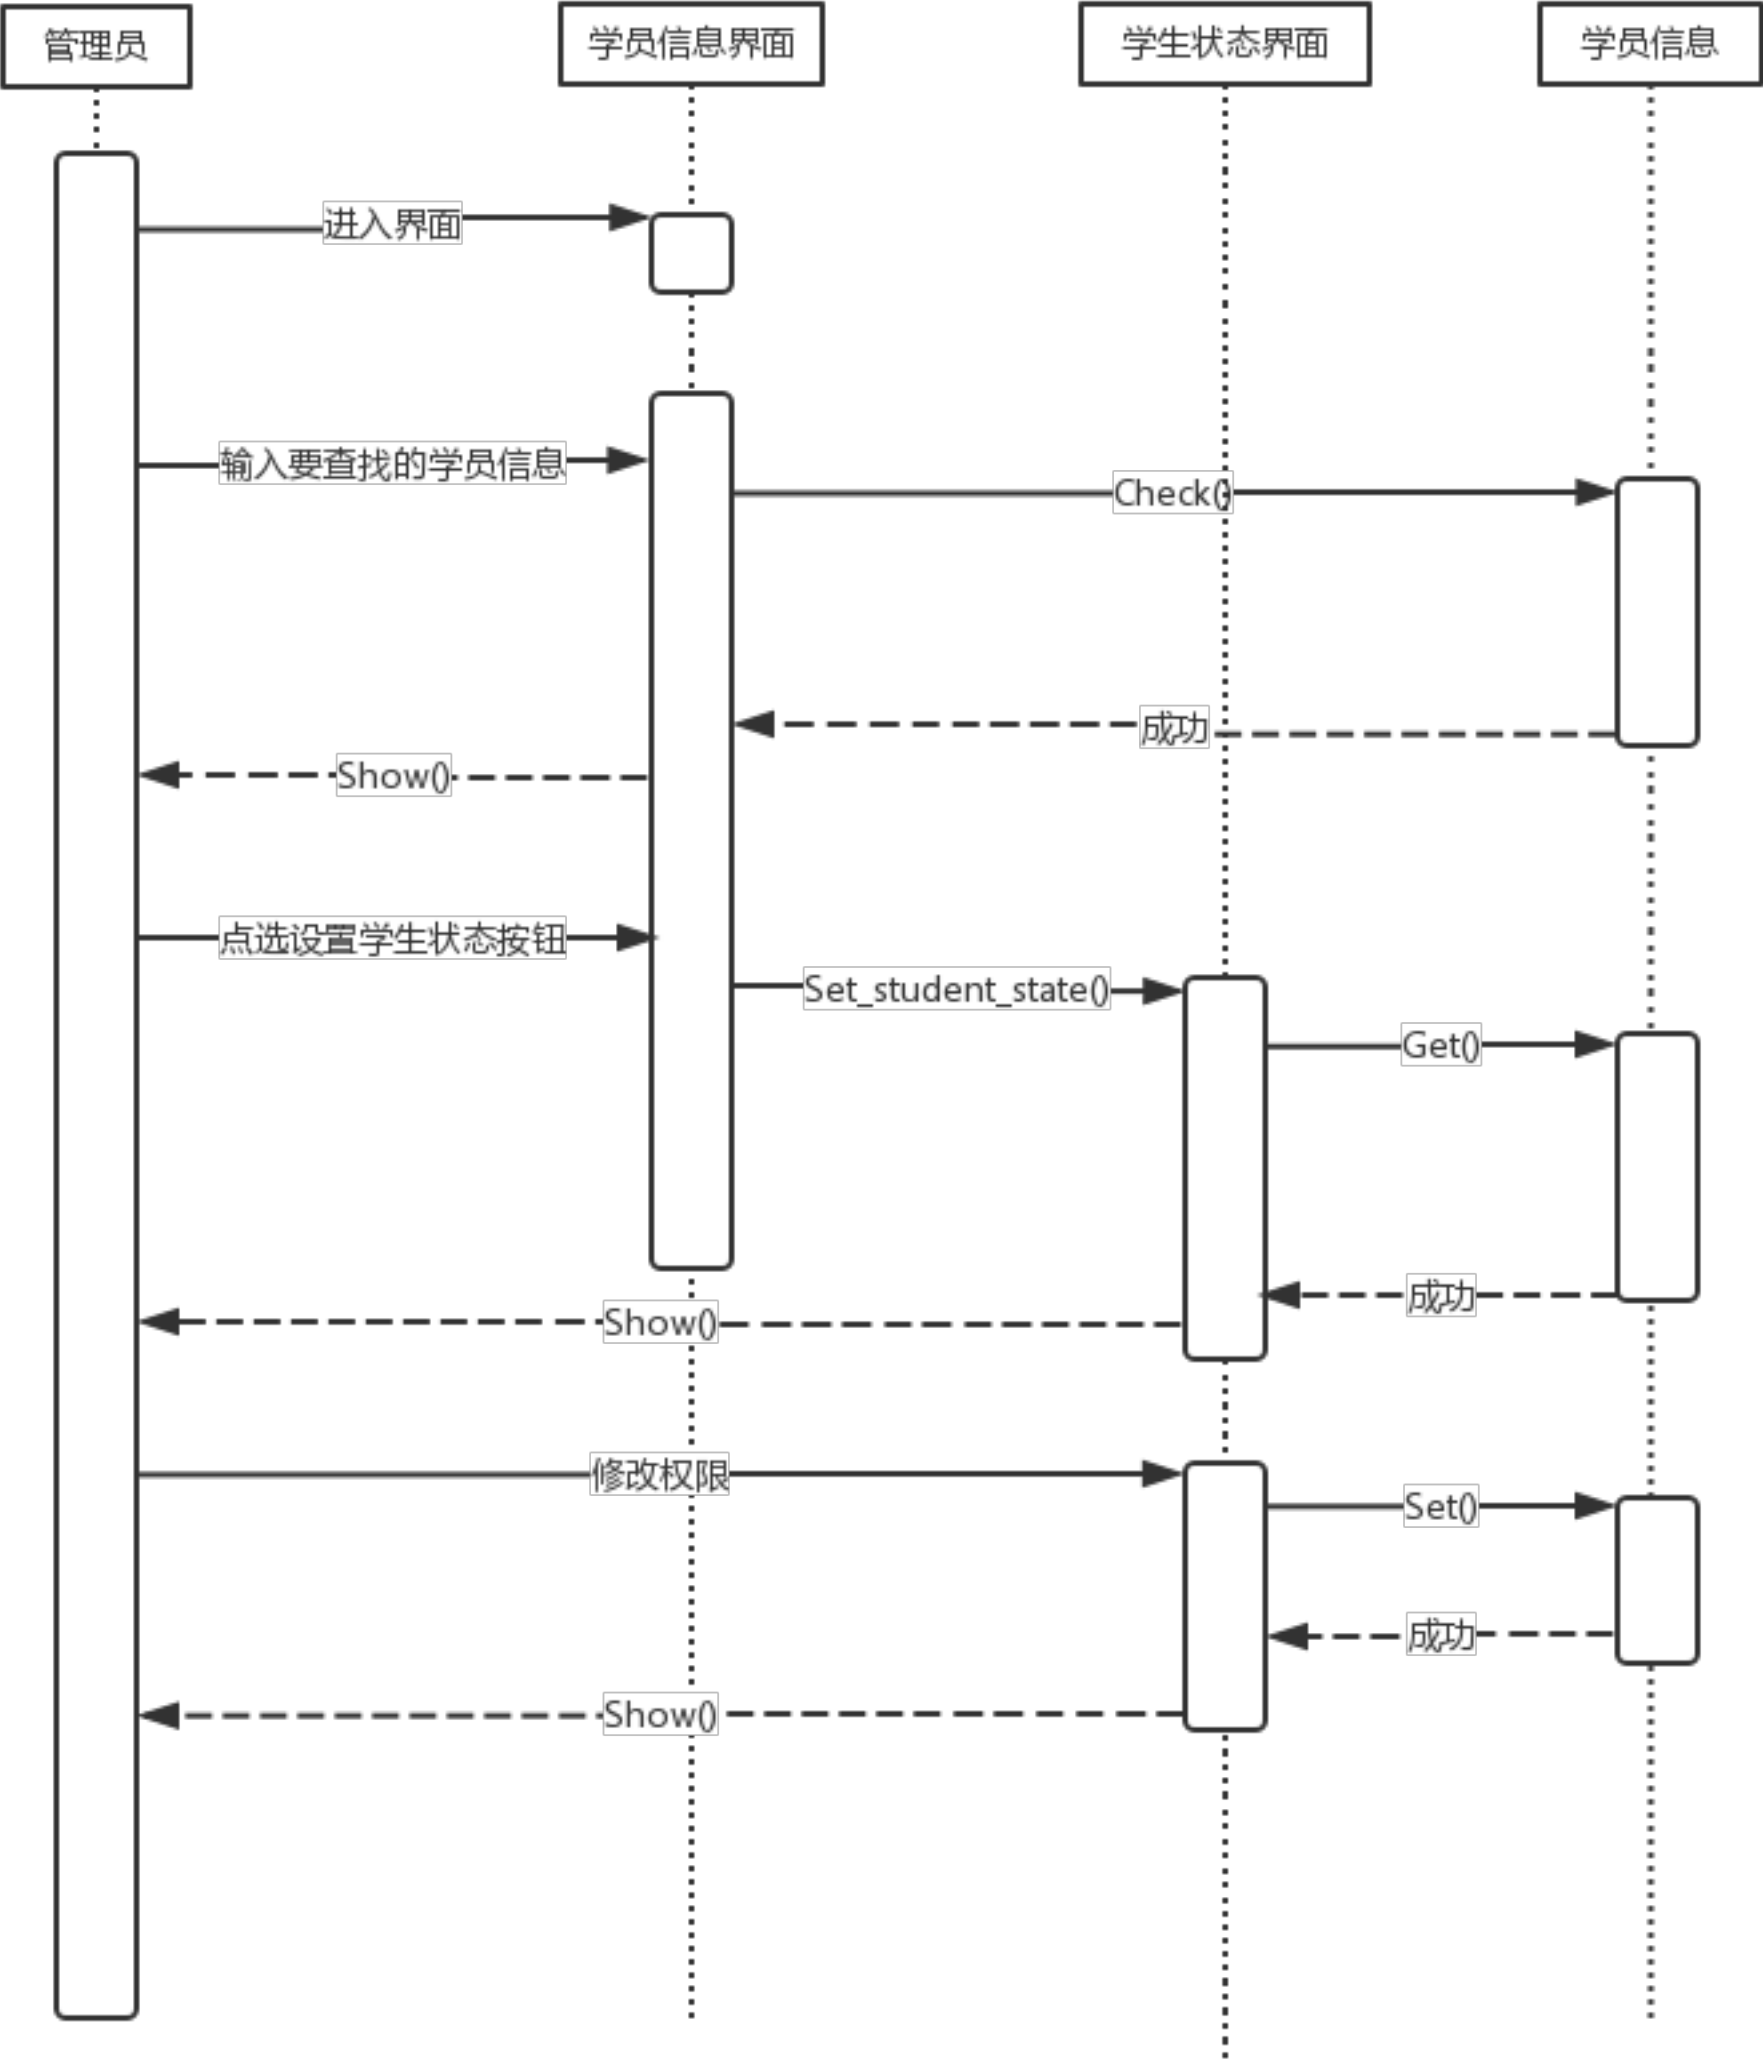 管理员
学员信息界面
学生状态界面
学员信息
进入界面
输入要查找的学员信息
Check()
成功
Show()
点选设置学生状态按钮
Set_student_state()
Get()
成功
Show()
修改权限
Set()
成功
Show()